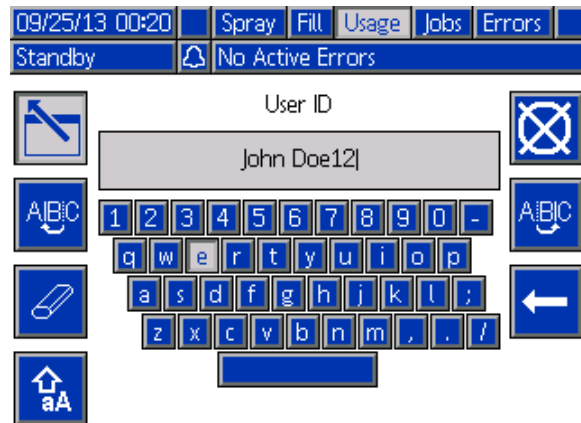 09/25/13 00:20 Spray Fill Usage Jobs Errors
Standby No Active Errors
User ID
John Doe12
ABC ABC
1 2 3 4 5 6 7 8 9 0 -
q w e r t y u i o p
a s d f g h j k l ;
z x c v b n m , . /
aA